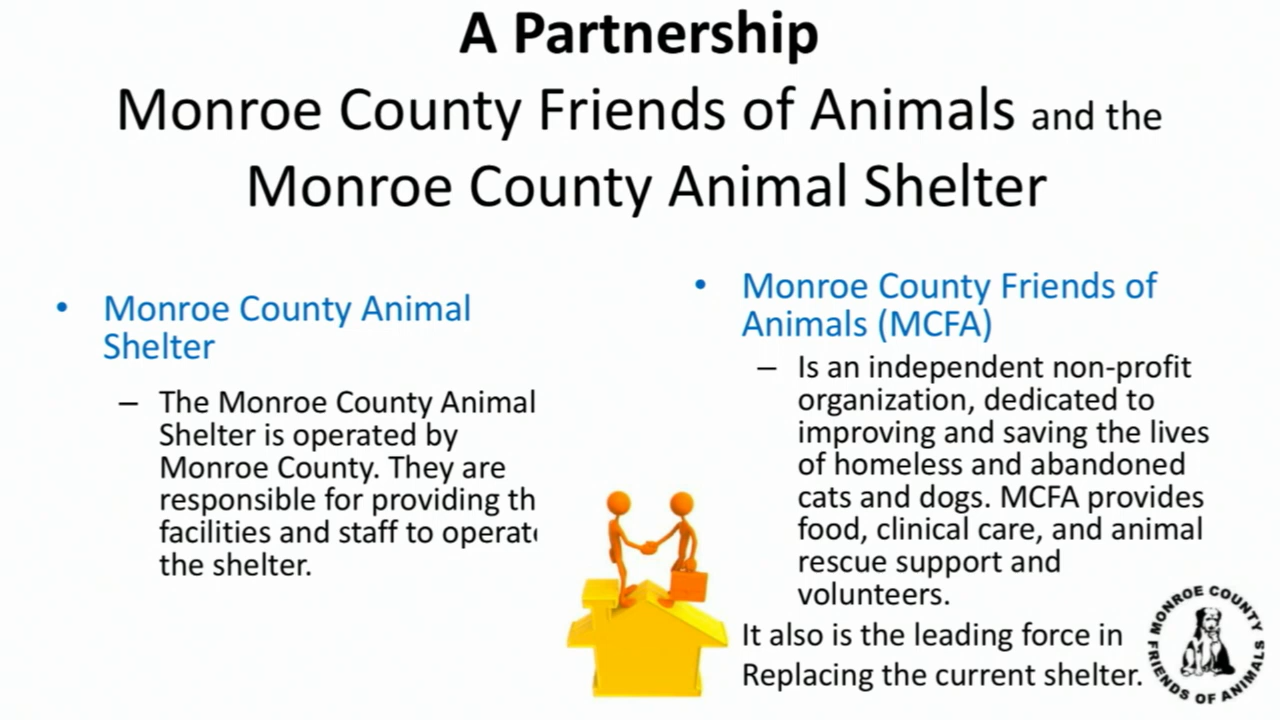 A Partnership
Monroe County Friends of Animals and the
Monroe County Animal Shelter
• Monroe County Animal
Shelter
– The Monroe County Animal
Shelter is operated by
Monroe County. They are
responsible for providing th
facilities and staff to operat
the shelter.
• Monroe County Friends of
Animals (MCFA)
– Is an independent non-profit
organization, dedicated to
improving and saving the lives
of homeless and abandoned
cats and dogs. MCFA provides
food, clinical care, and animal
rescue support and
volunteers.
It also is the leading force in
Replacing the current shelter.
MONROE COUNTY
FRIENDS OF ANIMALS